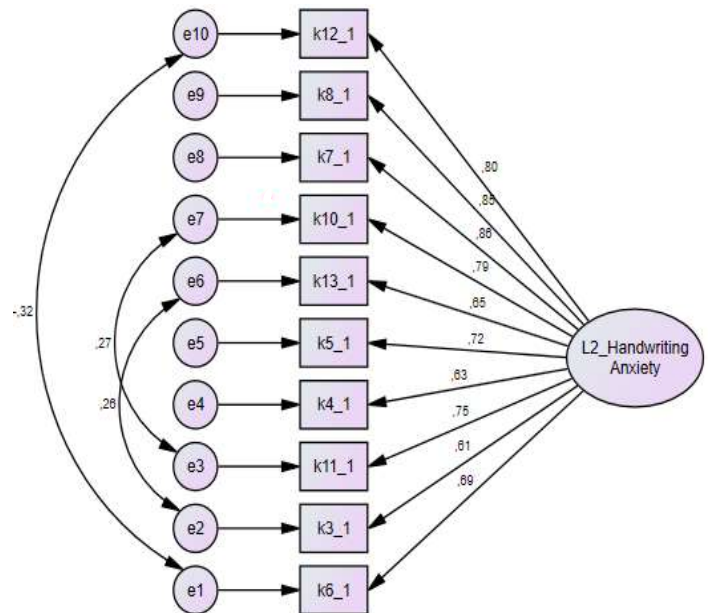 e10
k12_1
e9
k8_1
e8
k7_1
e7
k10_1
e6
k13_1
e5
k5_1
e4
k4_1
e3
k11_1
e2
k3_1
e1
k6_1
-,32
,27
,26
,80
,85
,86
,79
,65
,72
,63
,75
,61
,69
L2_Handwriting
Anxiety